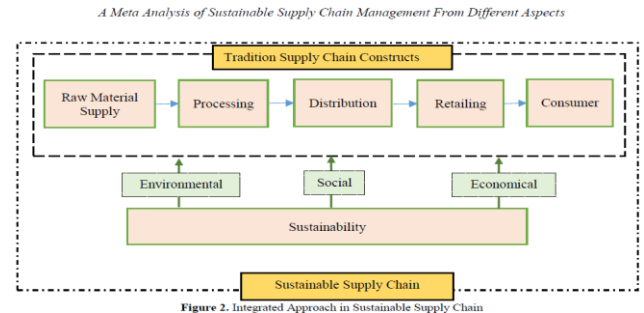 A Meta Analysis of Sustainable Supply Chain Management From Different Aspects
Tradition Supply Chain Constructs
Raw Material
Supply
Processing
Distribution
Retailing
Consumer
Environmental
Social
Economical
Sustainability
Sustainable Supply Chain
Figure 2. Integrated Approach in Sustainable Supply Chain